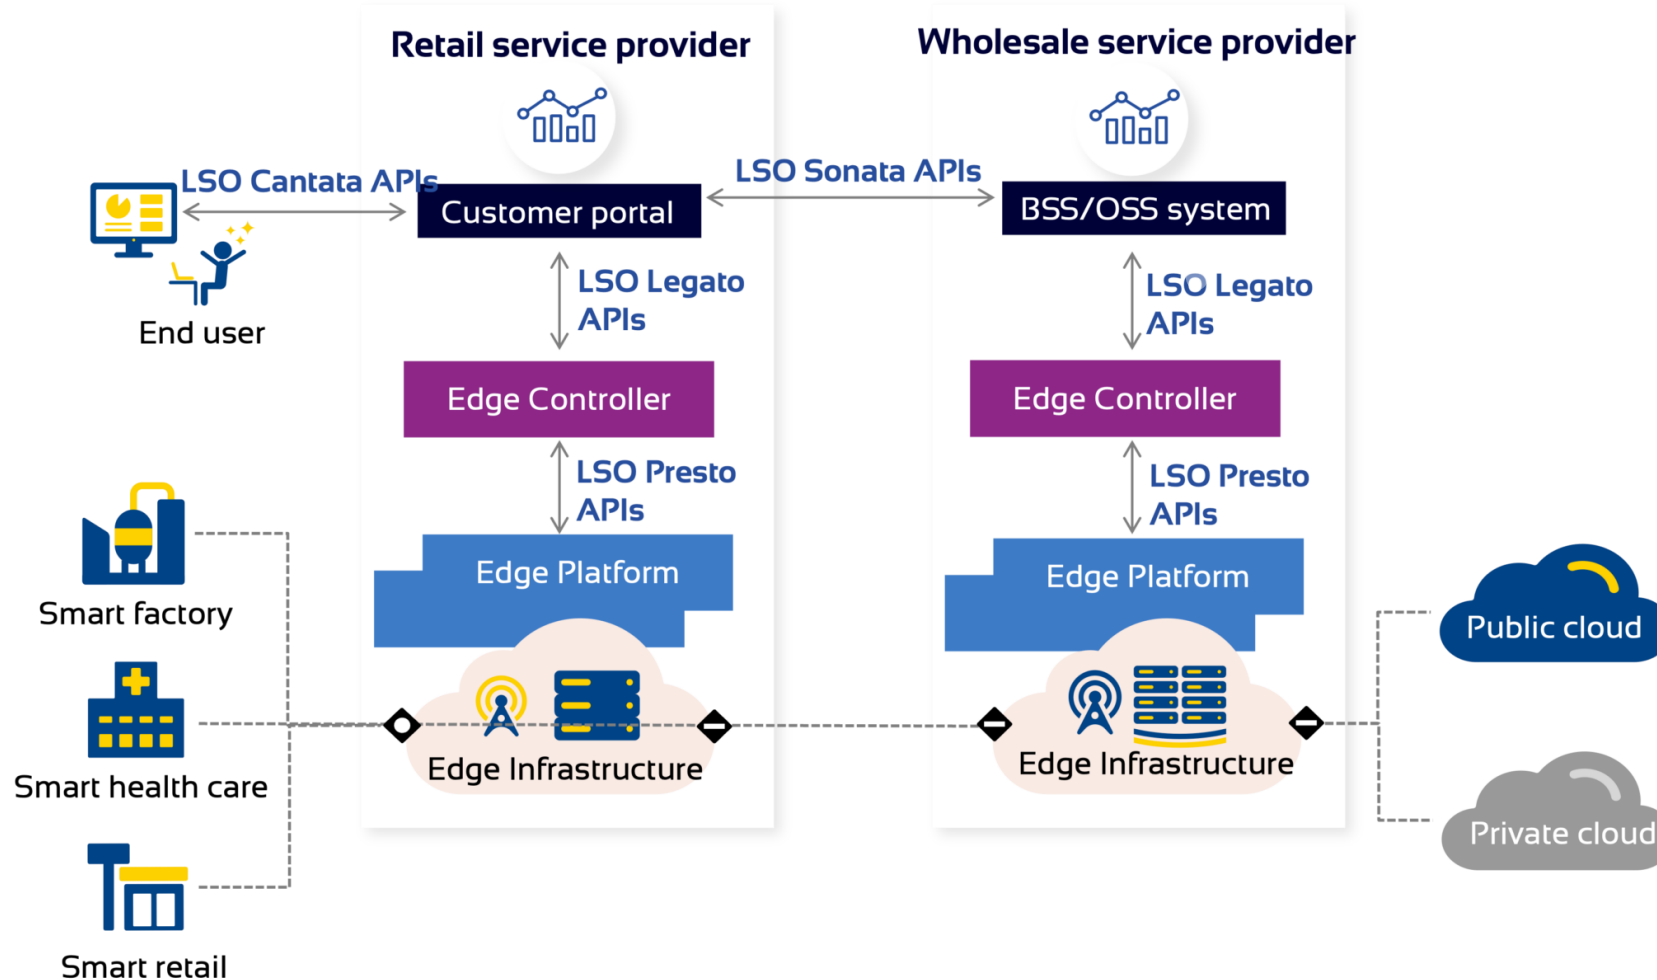 Retail service provider
Wholesale service provider
LSO Cantata APIs
LSO Sonata APIs
Customer portal
BSS/OSS system
End user
LSO Legato
APIs
LSO Legato
APIs
Edge Controller
Edge Controller
LSO Presto
APIs
LSO Presto
APIs
Smart factory
Edge Platform
Edge Platform
Public cloud
Smart health care
Edge Infrastructure
Edge Infrastructure
Private cloud
Smart retail